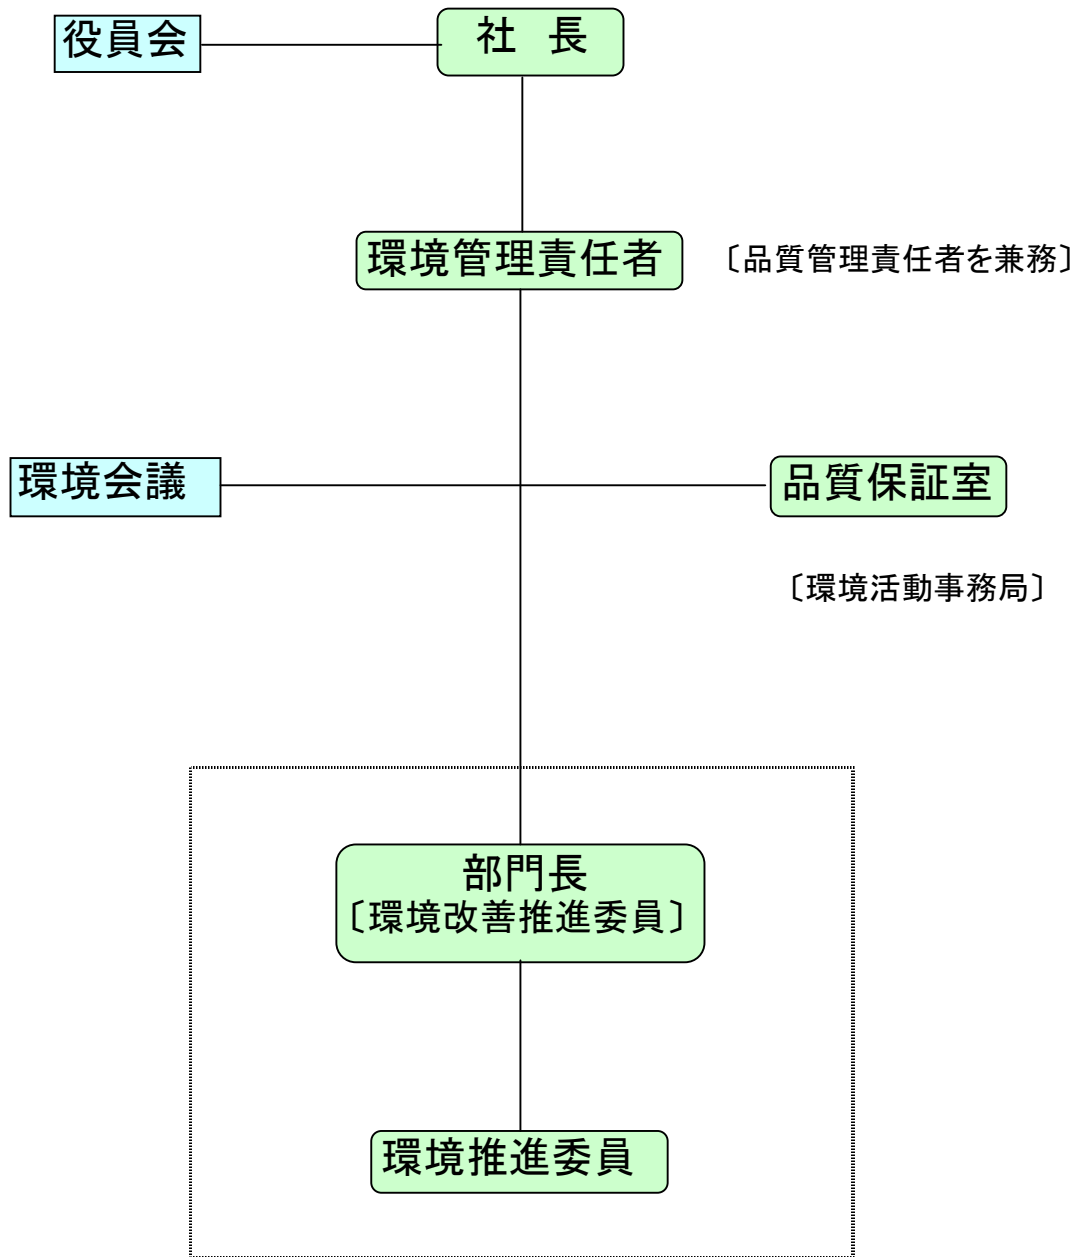 役員会
社 長
環境管理責任者
〔品質管理責任者を兼務〕
環境会議
品質保証室
〔環境活動事務局〕
部門長
〔環境改善推進委員〕
環境推進委員